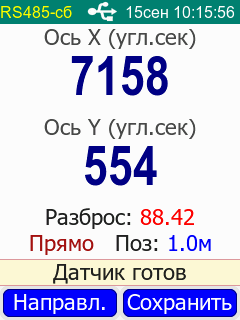 RS485-сб 15сен 10:15:56
Ось X (угл.сек)
7158
Ось Y (угл.сек)
554
Разброс: 88.42
Прямо Поз: 1.0м
Датчик готов
Направл. Сохранить